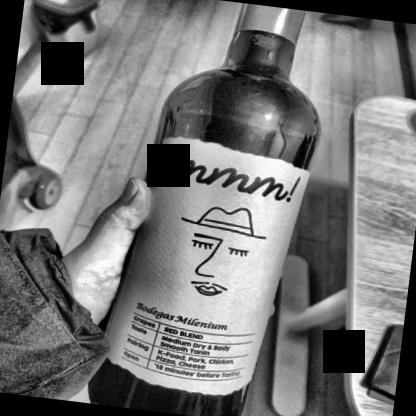 mmm!
Bodegas Milenium
Grapes RED BLEND
Taste Medium Dry & Body
Smooth Tanin
Pairing K-Food, Pork, Chicken,
Pizza, Cheese
Open '10 minutes' before Tasting